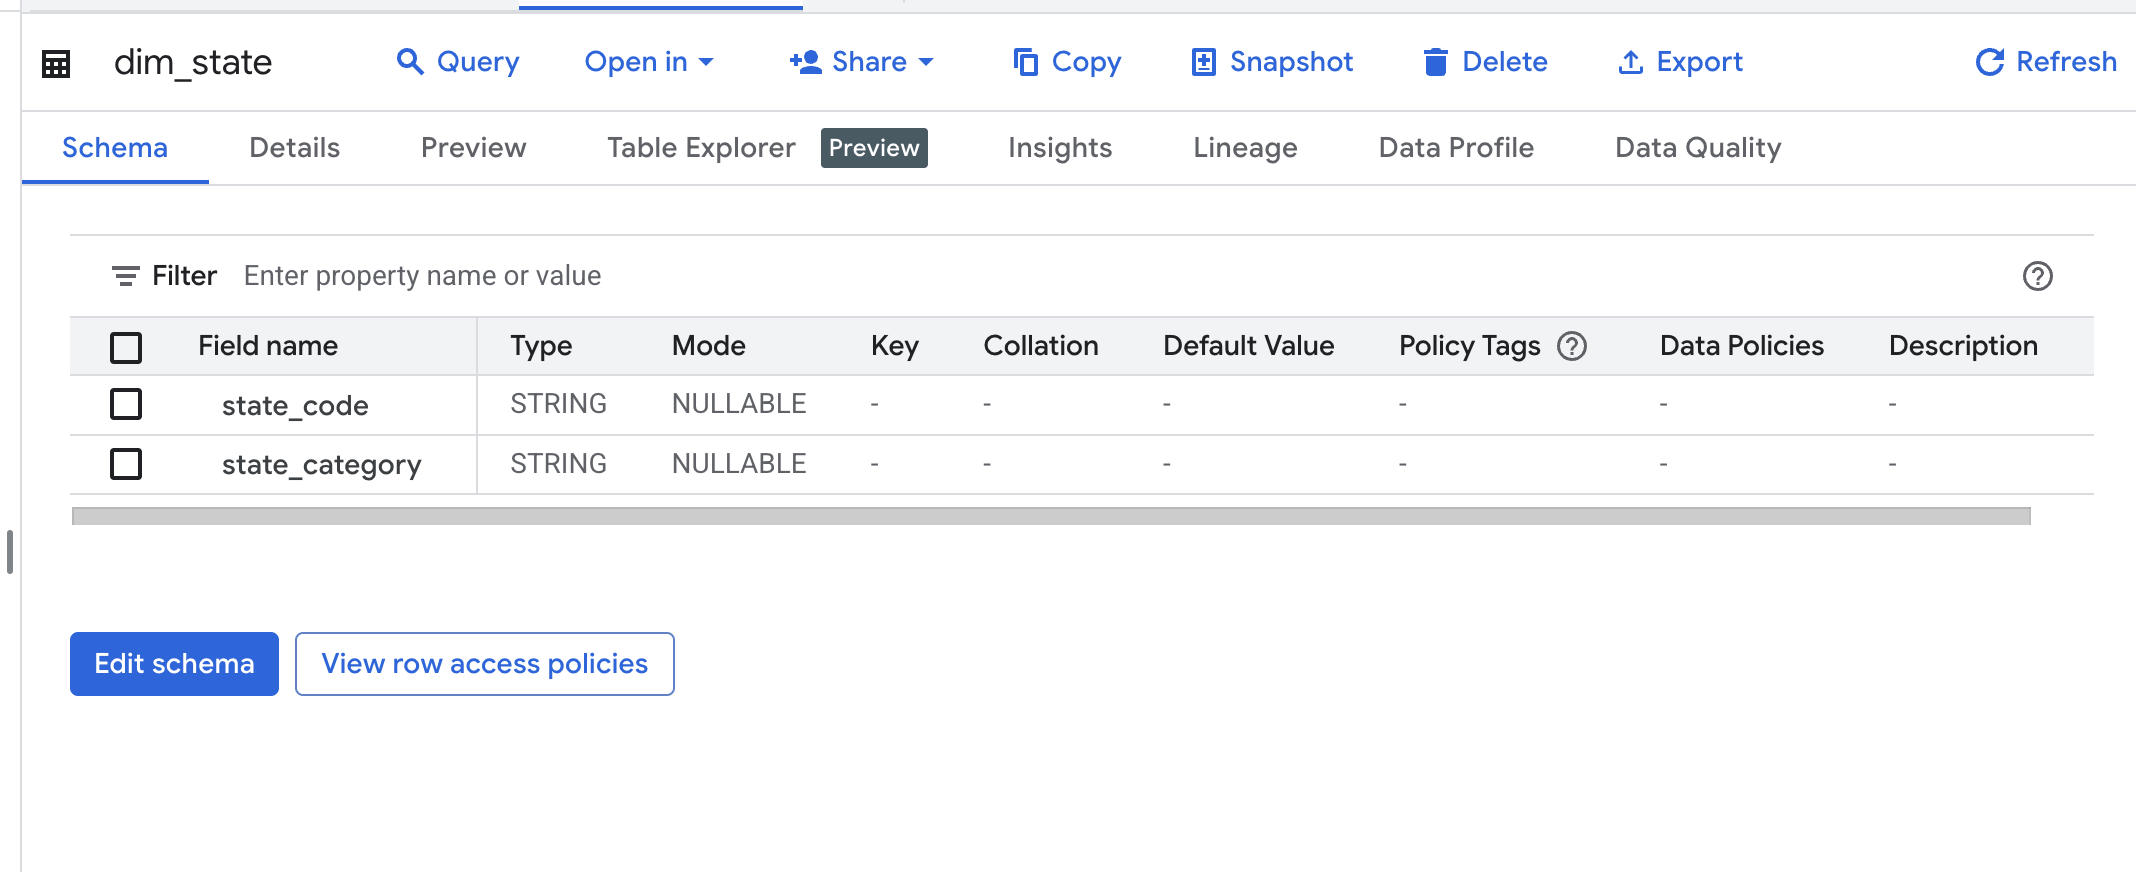 dim_state Query Open in Share Copy Snapshot Delete Export Refresh
Schema Details Preview Table Explorer Preview Insights Lineage Data Profile Data Quality
Filter Enter property name or value
Field name Type Mode Key Collation Default Value Policy Tags Data Policies Description
state_code STRING NULLABLE - - - - - -
state_category STRING NULLABLE - - - - - -
Edit schema View row access policies